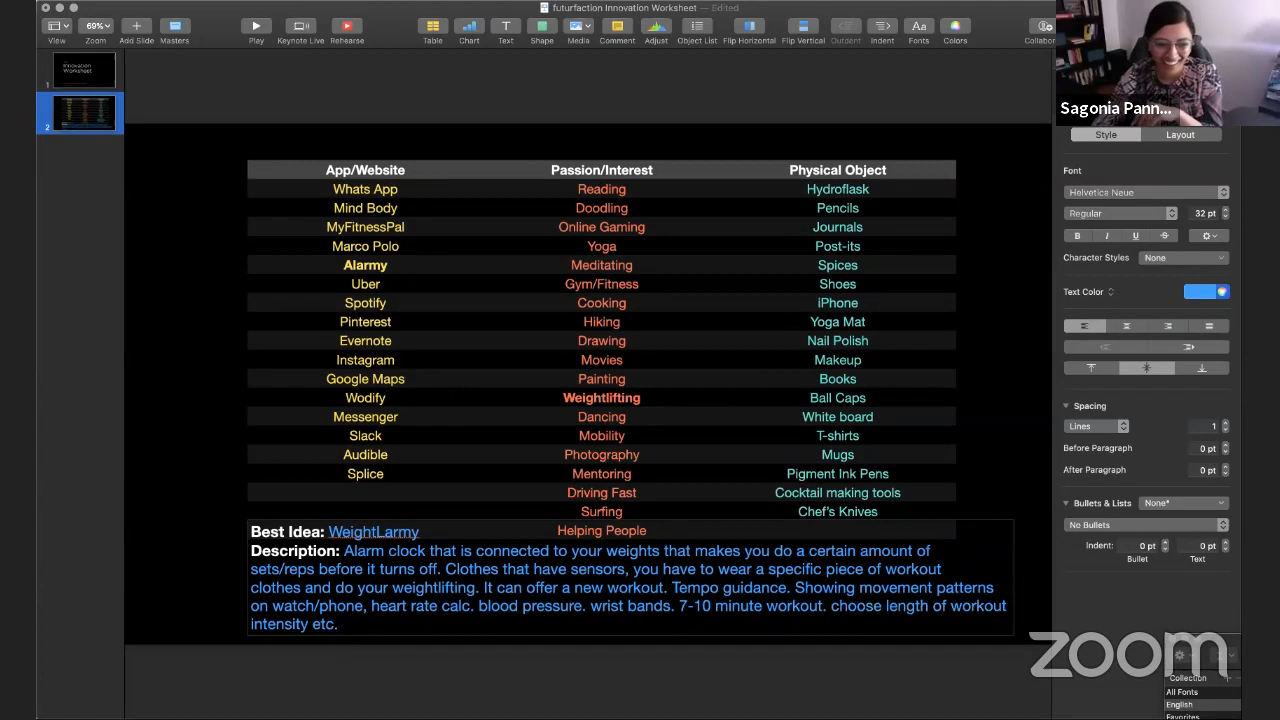 futurfaction Innovation Worksheet — Edited
69%
View Zoom Add Slide Masters Play Keynote Live Rehearse Table Chart Text Shape Media Comment Adjust Object List Flip Horizontal Flip Vertical Outdent Indent Fonts Colors Collabor
Innovation
Worksheet
1
2
Sagonia Pann...
App/Website Passion/Interest Physical Object
Whats App Reading Hydroflask
Mind Body Doodling Pencils
MyFitnessPal Online Gaming Journals
Marco Polo Yoga Post-its
Alarmy Meditating Spices
Uber Gym/Fitness Shoes
Spotify Cooking iPhone
Pinterest Hiking Yoga Mat
Evernote Drawing Nail Polish
Instagram Movies Makeup
Google Maps Painting Books
Wodify Weightlifting Ball Caps
Messenger Dancing White board
Slack Mobility T-shirts
Audible Photography Mugs
Splice Mentoring Pigment Ink Pens
Driving Fast Cocktail making tools
Surfing Chef's Knives
Helping People
Best Idea: WeightLarmy
Description: Alarm clock that is connected to your weights that makes you do a certain amount of
sets/reps before it turns off. Clothes that have sensors, you have to wear a specific piece of workout
clothes and do your weightlifting. It can offer a new workout. Tempo guidance. Showing movement patterns
on watch/phone, heart rate calc. blood pressure. wrist bands. 7-10 minute workout. choose length of workout
intensity etc.
Style Layout
Font
Helvetica Neue
Regular 32 pt
B I U S
Character Styles None
Text Color
Spacing
Lines 1
Before Paragraph 0 pt
After Paragraph 0 pt
Bullets & Lists None*
No Bullets
Indent: 0 pt 0 pt
Bullet Text
zoom
Collection
All Fonts
English
Favorites